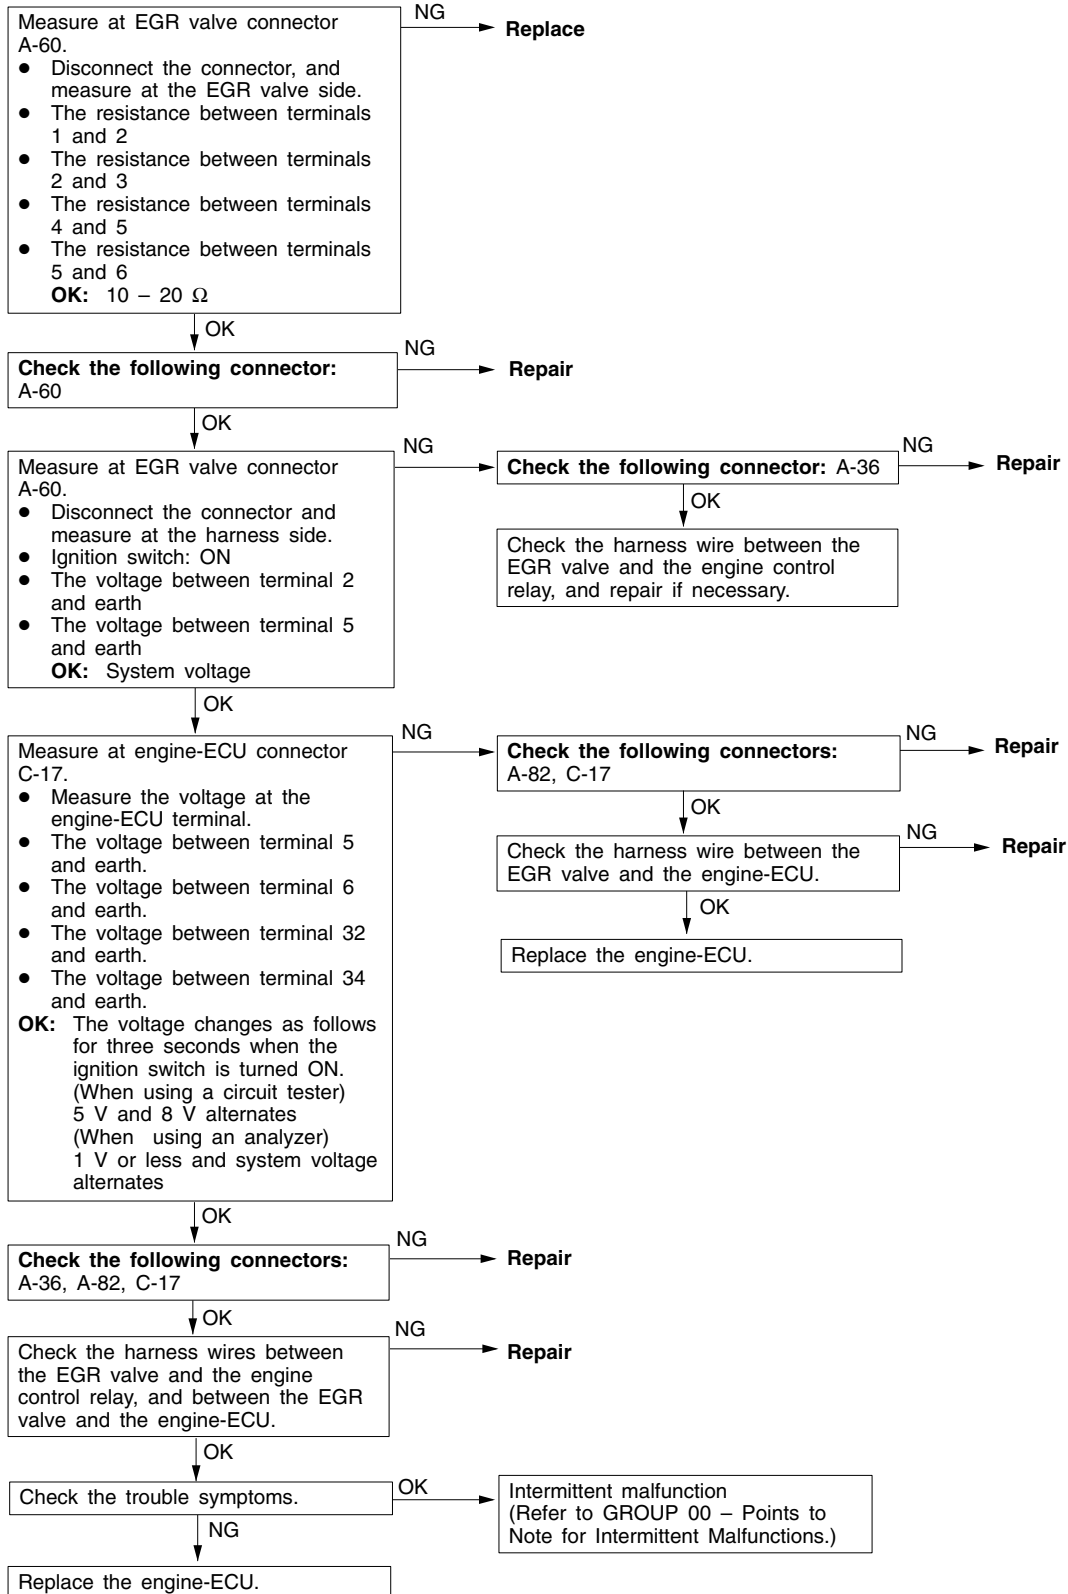 Measure at EGR valve connector
A-60.
● Disconnect the connector, and
measure at the EGR valve side.
● The resistance between terminals
1 and 2
● The resistance between terminals
2 and 3
● The resistance between terminals
4 and 5
● The resistance between terminals
5 and 6
OK: 10 – 20 Ω
NG
Replace
OK
Check the following connector:
A-60
NG
Repair
OK
Measure at EGR valve connector
A-60.
● Disconnect the connector and
measure at the harness side.
● Ignition switch: ON
● The voltage between terminal 2
and earth
● The voltage between terminal 5
and earth
OK: System voltage
NG
Check the following connector: A-36
NG
Repair
OK
Check the harness wire between the
EGR valve and the engine control
relay, and repair if necessary.
OK
Measure at engine-ECU connector
C-17.
● Measure the voltage at the
engine-ECU terminal.
● The voltage between terminal 5
and earth.
● The voltage between terminal 6
and earth.
● The voltage between terminal 32
and earth.
● The voltage between terminal 34
and earth.
OK: The voltage changes as follows
for three seconds when the
ignition switch is turned ON.
(When using a circuit tester)
5 V and 8 V alternates
(When using an analyzer)
1 V or less and system voltage
alternates
NG
Check the following connectors:
A-82, C-17
NG
Repair
OK
Check the harness wire between the
EGR valve and the engine-ECU.
NG
Repair
OK
Replace the engine-ECU.
OK
Check the following connectors:
A-36, A-82, C-17
NG
Repair
OK
Check the harness wires between
the EGR valve and the engine
control relay, and between the EGR
valve and the engine-ECU.
NG
Repair
OK
Check the trouble symptoms.
OK
Intermittent malfunction
(Refer to GROUP 00 – Points to
Note for Intermittent Malfunctions.)
NG
Replace the engine-ECU.